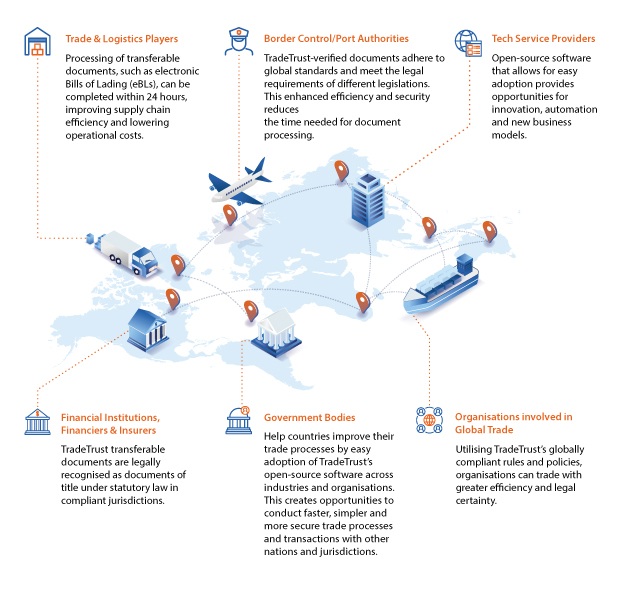 Trade & Logistics Players
Processing of transferable
documents, such as electronic
Bills of Lading (eBLs), can be
completed within 24 hours,
improving supply chain
efficiency and lowering
operational costs.
Border Control/Port Authorities
TradeTrust-verified documents adhere to
global standards and meet the legal
requirements of different legislations.
This enhanced efficiency and security
reduces
the time needed for document
processing.
Tech Service Providers
Open-source software
that allows for easy
adoption provides
opportunities for
innovation, automation
and new business
models.
Financial Institutions,
Financiers & Insurers
TradeTrust transferable
documents are legally
recognised as documents of
title under statutory law in
compliant jurisdictions.
Government Bodies
Help countries improve their
trade processes by easy
adoption of TradeTrust's
open-source software across
industries and organisations.
This creates opportunities to
conduct faster, simpler and
more secure trade processes
and transactions with other
nations and jurisdictions.
Organisations involved in
Global Trade
Utilising TradeTrust's globally
compliant rules and policies,
organisations can trade with
greater efficiency and legal
certainty.